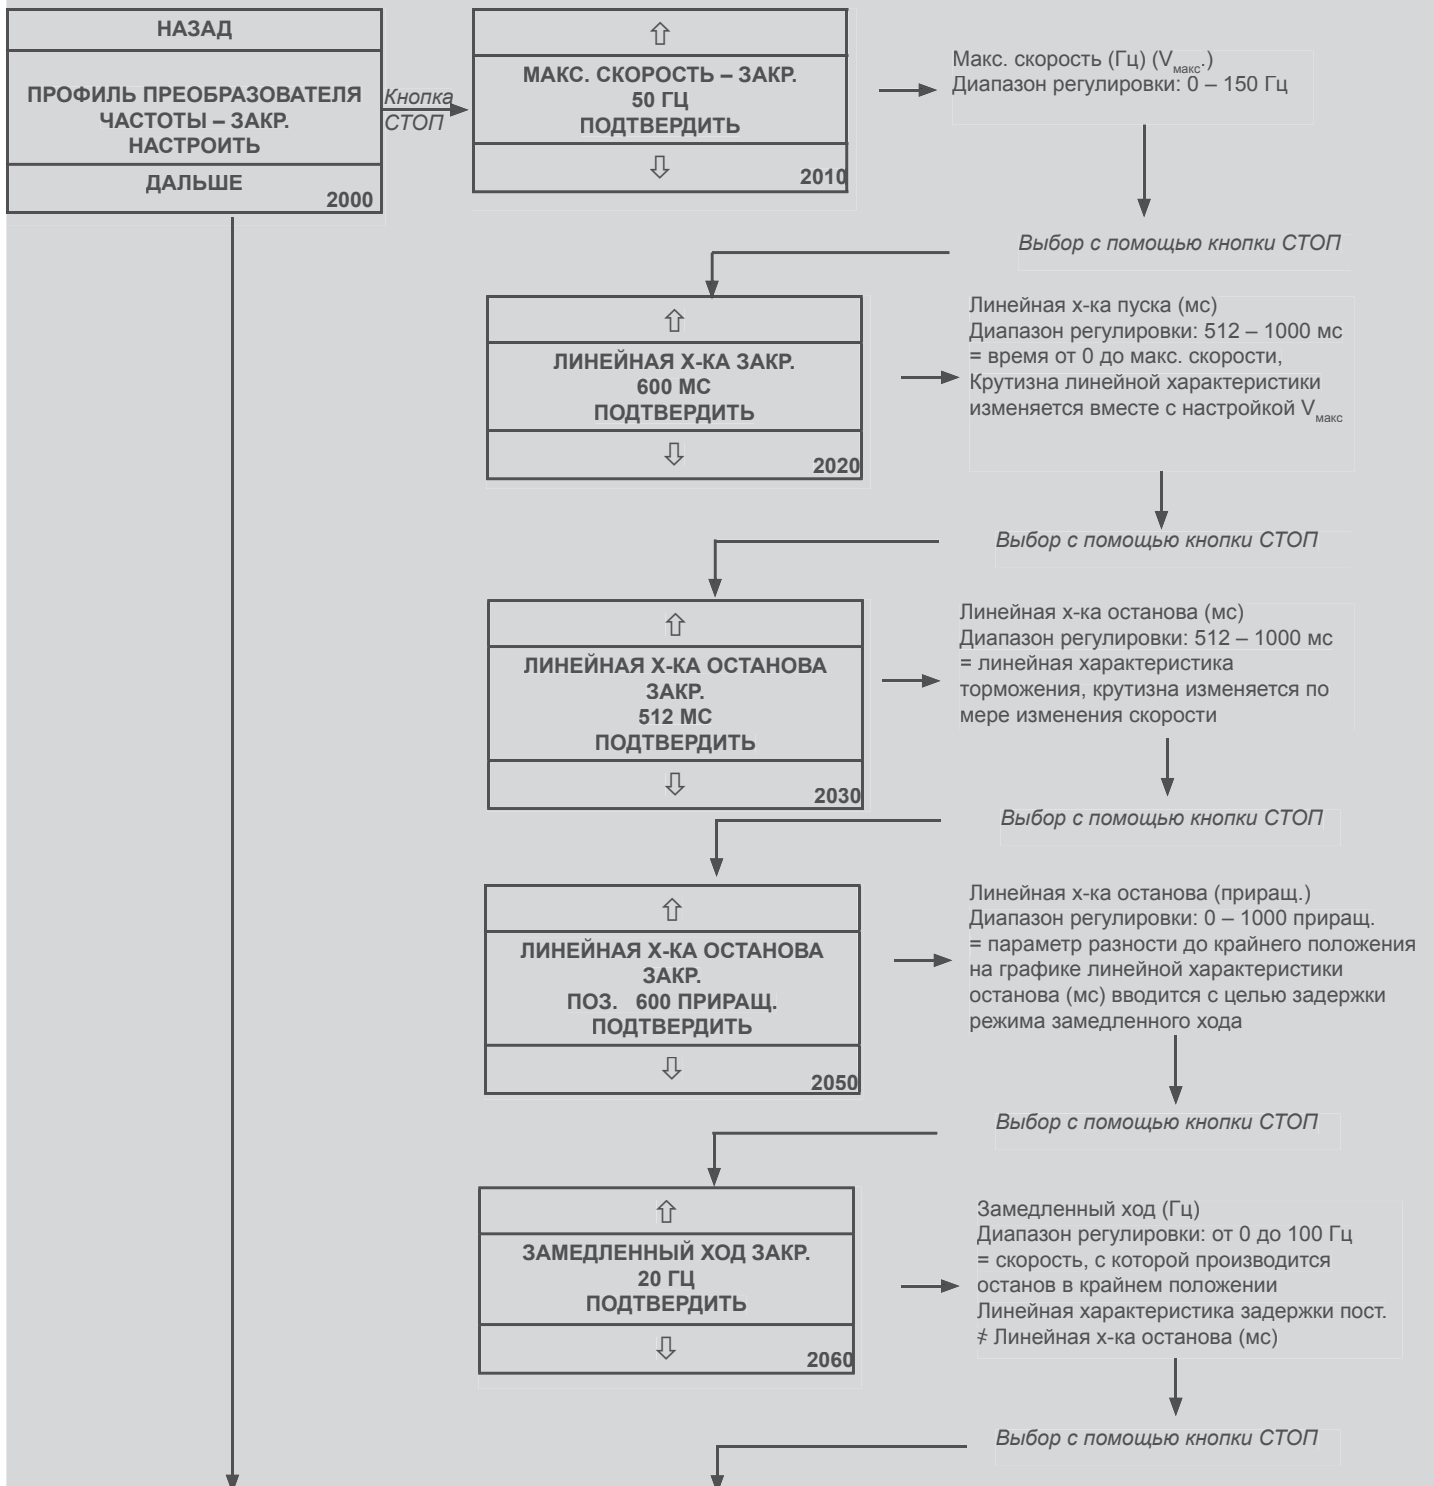 НАЗАД
ПРОФИЛЬ ПРЕОБРАЗОВАТЕЛЯ
ЧАСТОТЫ – ЗАКР.
НАСТРОИТЬ
ДАЛЬШЕ
2000
Кнопка
СТОП
⇧
МАКС. СКОРОСТЬ – ЗАКР.
50 ГЦ
ПОДТВЕРДИТЬ
⇩
2010
Макс. скорость (Гц) (Vмакс.)
Диапазон регулировки: 0 – 150 Гц
Выбор с помощью кнопки СТОП
⇧
ЛИНЕЙНАЯ Х-КА ЗАКР.
600 МС
ПОДТВЕРДИТЬ
⇩
2020
Линейная х-ка пуска (мс)
Диапазон регулировки: 512 – 1000 мс
= время от 0 до макс. скорости,
Крутизна линейной характеристики
изменяется вместе с настройкой Vмакс
Выбор с помощью кнопки СТОП
⇧
ЛИНЕЙНАЯ Х-КА ОСТАНОВА
ЗАКР.
512 МС
ПОДТВЕРДИТЬ
⇩
2030
Линейная х-ка останова (мс)
Диапазон регулировки: 512 – 1000 мс
= линейная характеристика
торможения, крутизна изменяется по
мере изменения скорости
Выбор с помощью кнопки СТОП
⇧
ЛИНЕЙНАЯ Х-КА ОСТАНОВА
ЗАКР.
ПОЗ. 600 ПРИРАЩ.
ПОДТВЕРДИТЬ
⇩
2050
Линейная х-ка останова (приращ.)
Диапазон регулировки: 0 – 1000 приращ.
= параметр разности до крайнего положения
на графике линейной характеристики
останова (мс) вводится с целью задержки
режима замедленного хода
Выбор с помощью кнопки СТОП
⇧
ЗАМЕДЛЕННЫЙ ХОД ЗАКР.
20 ГЦ
ПОДТВЕРДИТЬ
⇩
2060
Замедленный ход (Гц)
Диапазон регулировки: от 0 до 100 Гц
= скорость, с которой производится
останов в крайнем положении
Линейная характеристика задержки пост.
≠ Линейная х-ка останова (мс)
Выбор с помощью кнопки СТОП